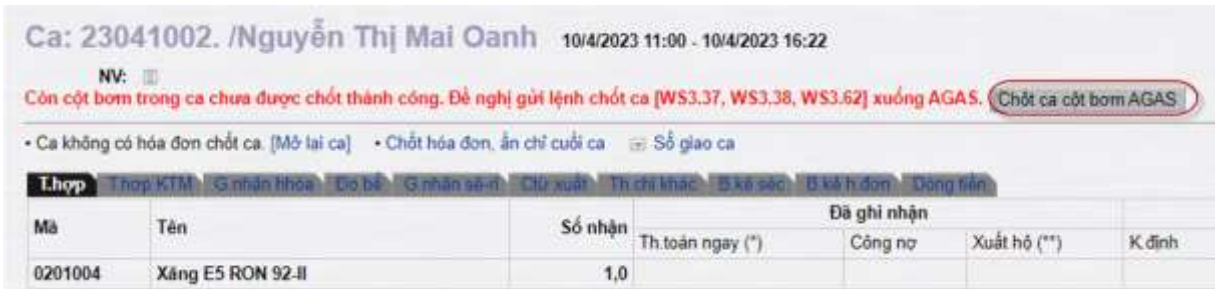 Ca: 23041002. /Nguyễn Thị Mai Oanh 10/4/2023 11:00 - 10/4/2023 16:22
NV:
Còn cột bơm trong ca chưa được chốt thành công. Đề nghị gửi lệnh chốt ca [WS3.37, WS3.38, WS3.62] xuống AGAS. Chốt ca cột bơm AGAS
• Ca không có hóa đơn chốt ca. [Mở lại ca] • Chốt hóa đơn, ấn chỉ cuối ca Sổ giao ca
T.hợp T.hợp KTM G.nhận hhóa Đo bể G.nhận sê-ri Ctừ xuất Th.chi khác B.kê séc B.kê h.đơn Dòng tiền
Mã Tên Số nhận Đã ghi nhận
Th.toán ngay (*) Công nợ Xuất hộ (**) K.định
0201004 Xăng E5 RON 92-II 1,0